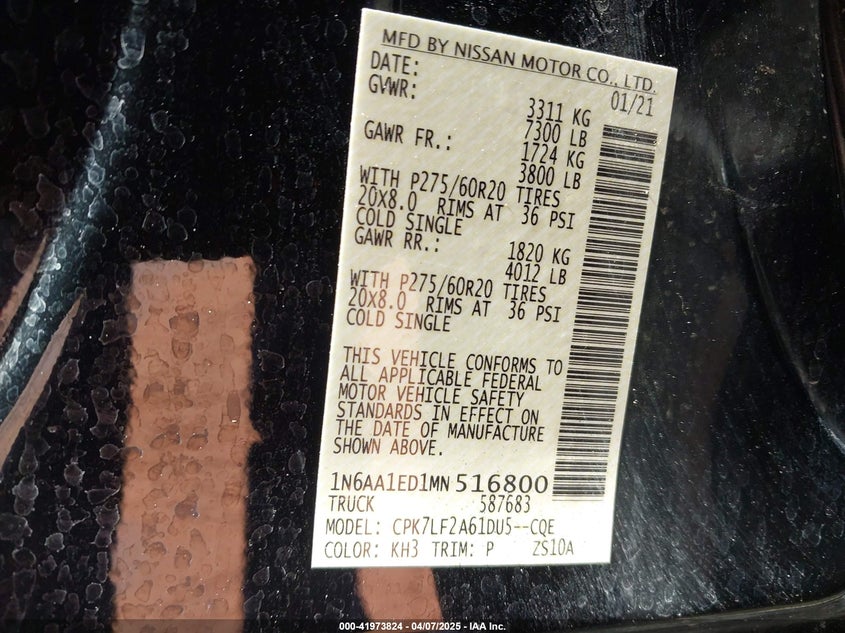 MFD BY NISSAN MOTOR CO., LTD.
DATE: 01/21
GVWR: 3311 KG
7300 LB
GAWR FR.: 1724 KG
3800 LB
WITH P275/60R20 TIRES
20X8.0 RIMS AT 36 PSI
COLD SINGLE
GAWR RR.: 1820 KG
4012 LB
WITH P275/60R20 TIRES
20X8.0 RIMS AT 36 PSI
COLD SINGLE
THIS VEHICLE CONFORMS TO
ALL APPLICABLE FEDERAL
MOTOR VEHICLE SAFETY
STANDARDS IN EFFECT ON
THE DATE OF MANUFACTURE
SHOWN ABOVE.
1N6AA1ED1MN516800
TRUCK 587683
MODEL: CPK7LF2A61DU5--CQE
COLOR: KH3 TRIM: P ZS10A
000-41973824 - 04/07/2025 - IAA Inc.